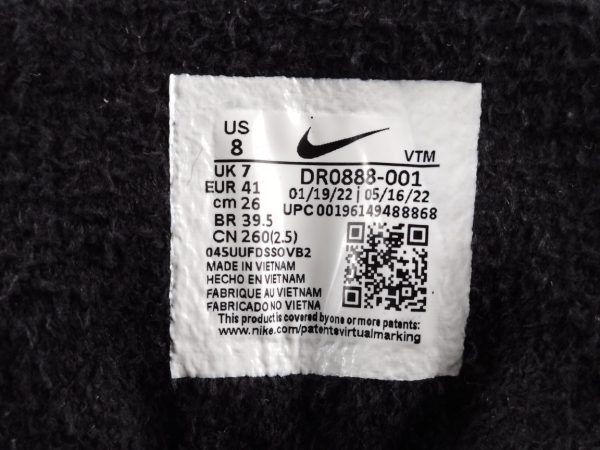 US
8
VTM
UK 7
EUR 41
cm 26
BR 39.5
CN 260(2.5)
DR0888-001
01/19/22 | 05/16/22
UPC 00196149488868
045UUFDSSOVB2
MADE IN VIETNAM
HECHO EN VIETNAM
FABRIQUE AU VIETNAM
FABRICADO NO VIETNA
This product is covered by one or more patents:
www.nike.com/patentsvirtualmarking